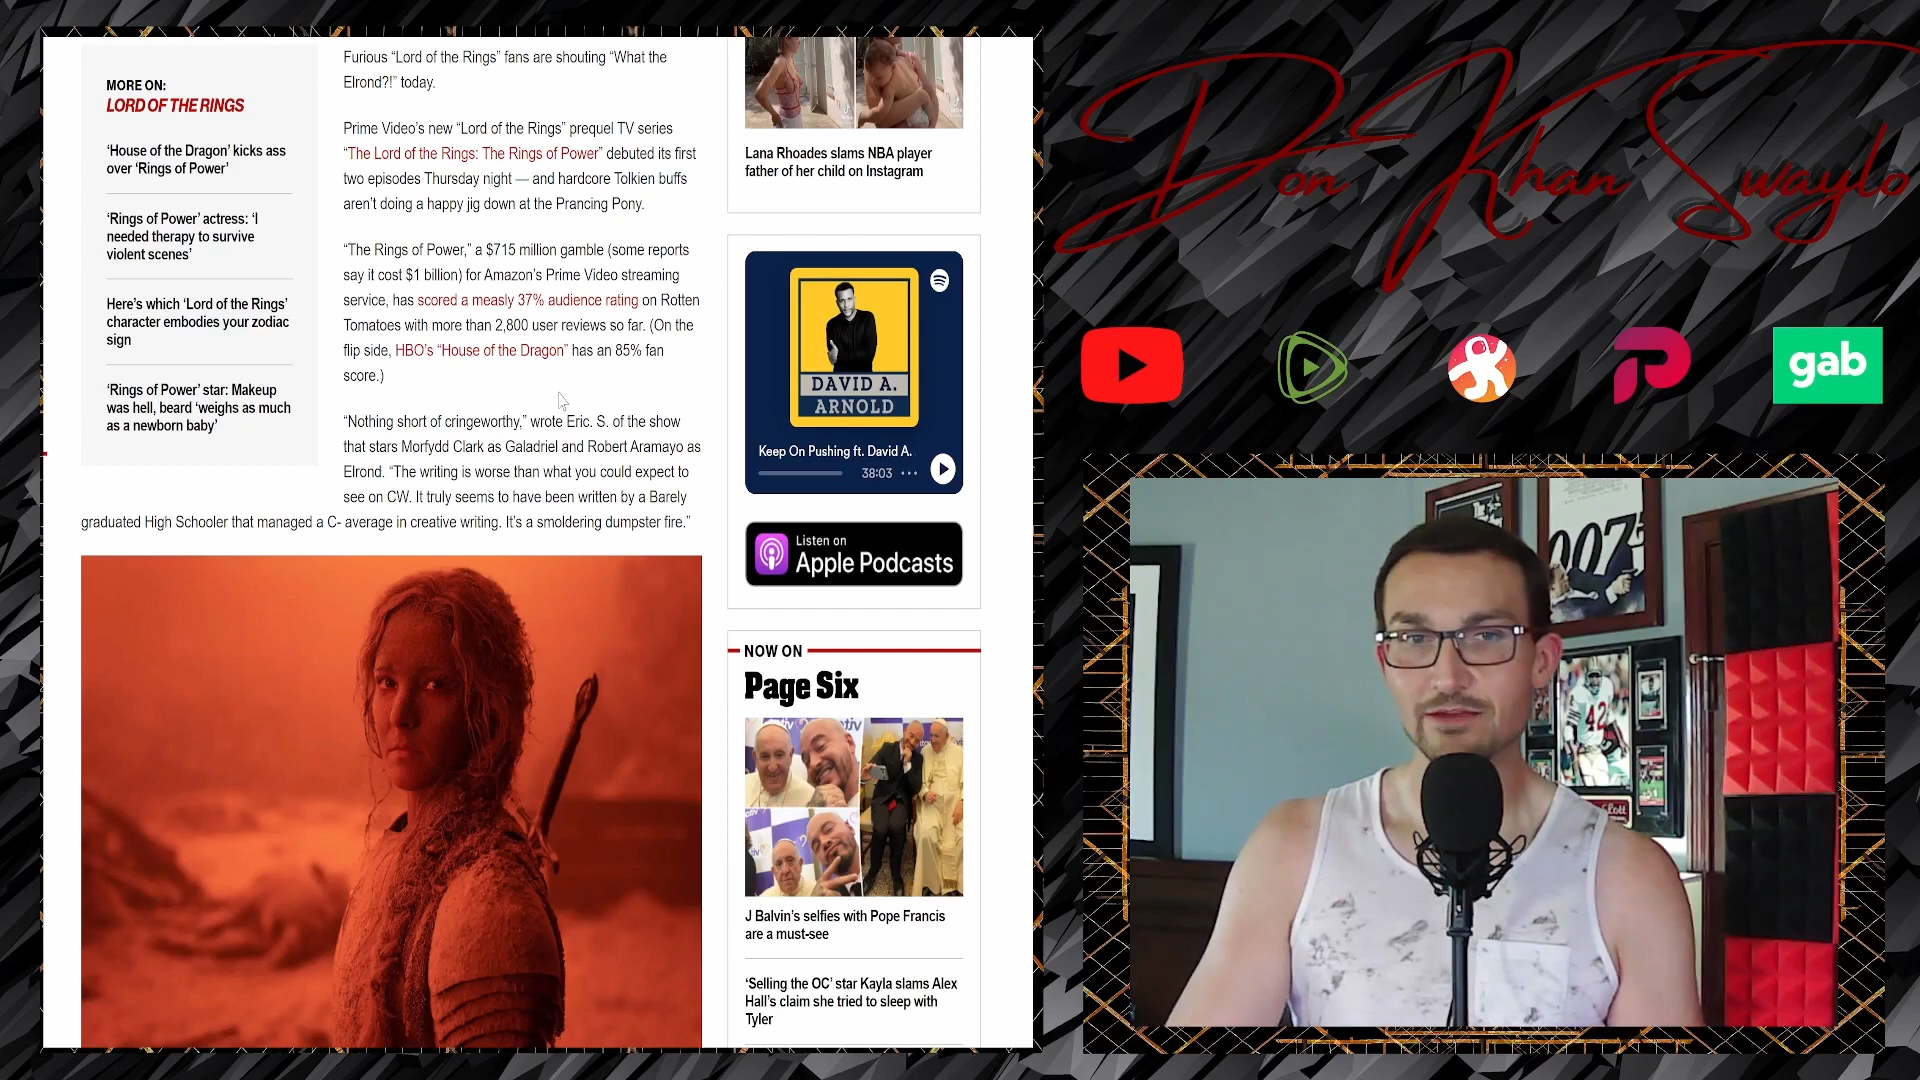 MORE ON:
LORD OF THE RINGS
‘House of the Dragon’ kicks ass
over ‘Rings of Power’
‘Rings of Power’ actress: ‘I
needed therapy to survive
violent scenes’
Here’s which ‘Lord of the Rings’
character embodies your zodiac
sign
‘Rings of Power’ star: Makeup
was hell, beard ‘weighs as much
as a newborn baby’
Furious “Lord of the Rings” fans are shouting “What the
Elrond?!” today.
Prime Video’s new “Lord of the Rings” prequel TV series
“The Lord of the Rings: The Rings of Power” debuted its first
two episodes Thursday night — and hardcore Tolkien buffs
aren’t doing a happy jig down at the Prancing Pony.
“The Rings of Power,” a $715 million gamble (some reports
say it cost $1 billion) for Amazon’s Prime Video streaming
service, has scored a measly 37% audience rating on Rotten
Tomatoes with more than 2,800 user reviews so far. (On the
flip side, HBO’s “House of the Dragon” has an 85% fan
score.)
“Nothing short of cringeworthy,” wrote Eric. S. of the show
that stars Morfydd Clark as Galadriel and Robert Aramayo as
Elrond. “The writing is worse than what you could expect to
see on CW. It truly seems to have been written by a Barely
graduated High Schooler that managed a C- average in creative writing. It’s a smoldering dumpster fire.”
Lana Rhoades slams NBA player
father of her child on Instagram
DAVID A.
ARNOLD
Keep On Pushing ft. David A.
38:03
Listen on
Apple Podcasts
NOW ON
Page Six
J Balvin’s selfies with Pope Francis
are a must-see
‘Selling the OC’ star Kayla slams Alex
Hall’s claim she tried to sleep with
Tyler
Don Khan Swaylo
gab
007
42